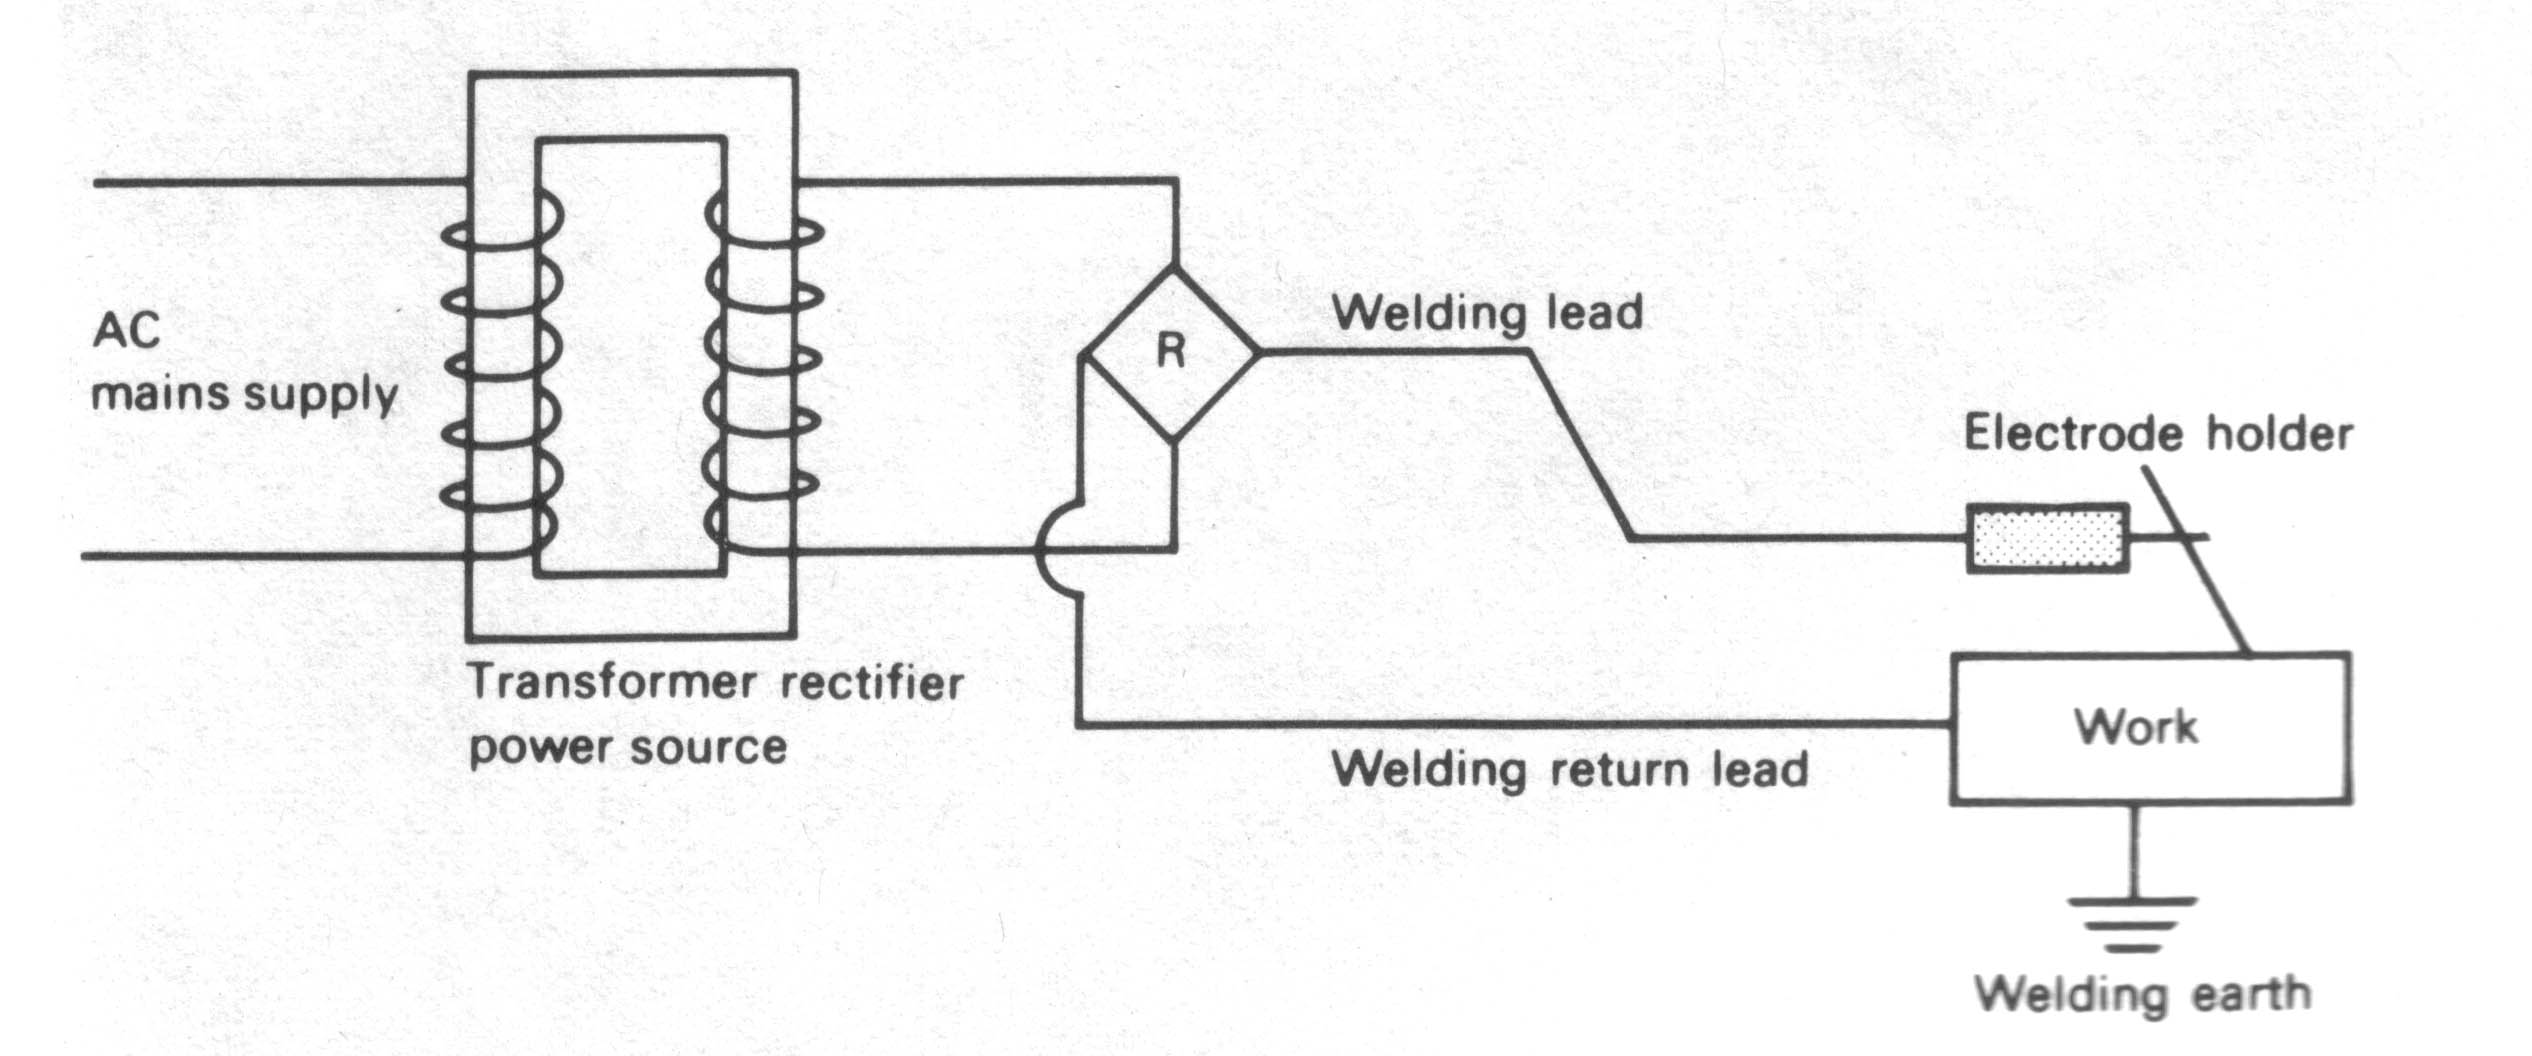 AC
mains supply
Transformer rectifier
power source
R
Welding lead
Electrode holder
Work
Welding return lead
Welding earth